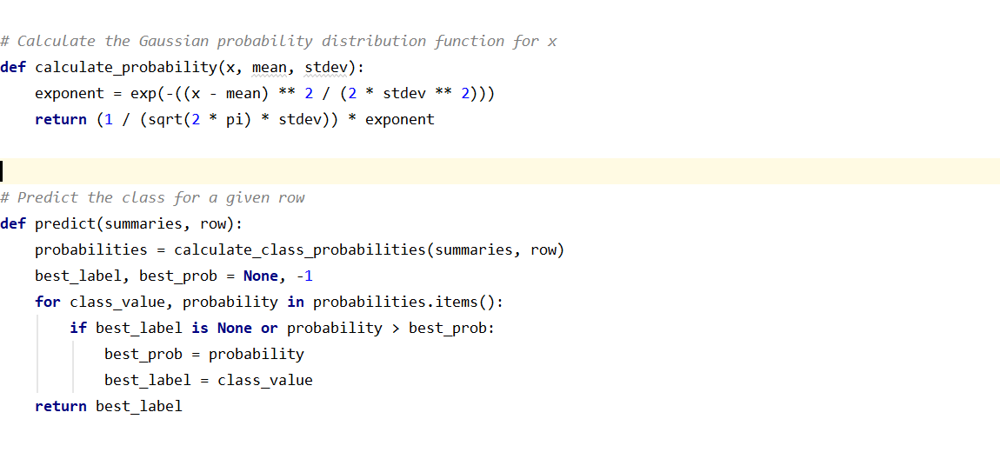 # Calculate the Gaussian probability distribution function for x
def calculate_probability(x, mean, stdev):
    exponent = exp(-((x - mean) ** 2 / (2 * stdev ** 2)))
    return (1 / (sqrt(2 * pi) * stdev)) * exponent
# Predict the class for a given row
def predict(summaries, row):
    probabilities = calculate_class_probabilities(summaries, row)
    best_label, best_prob = None, -1
    for class_value, probability in probabilities.items():
        if best_label is None or probability > best_prob:
            best_prob = probability
            best_label = class_value
    return best_label